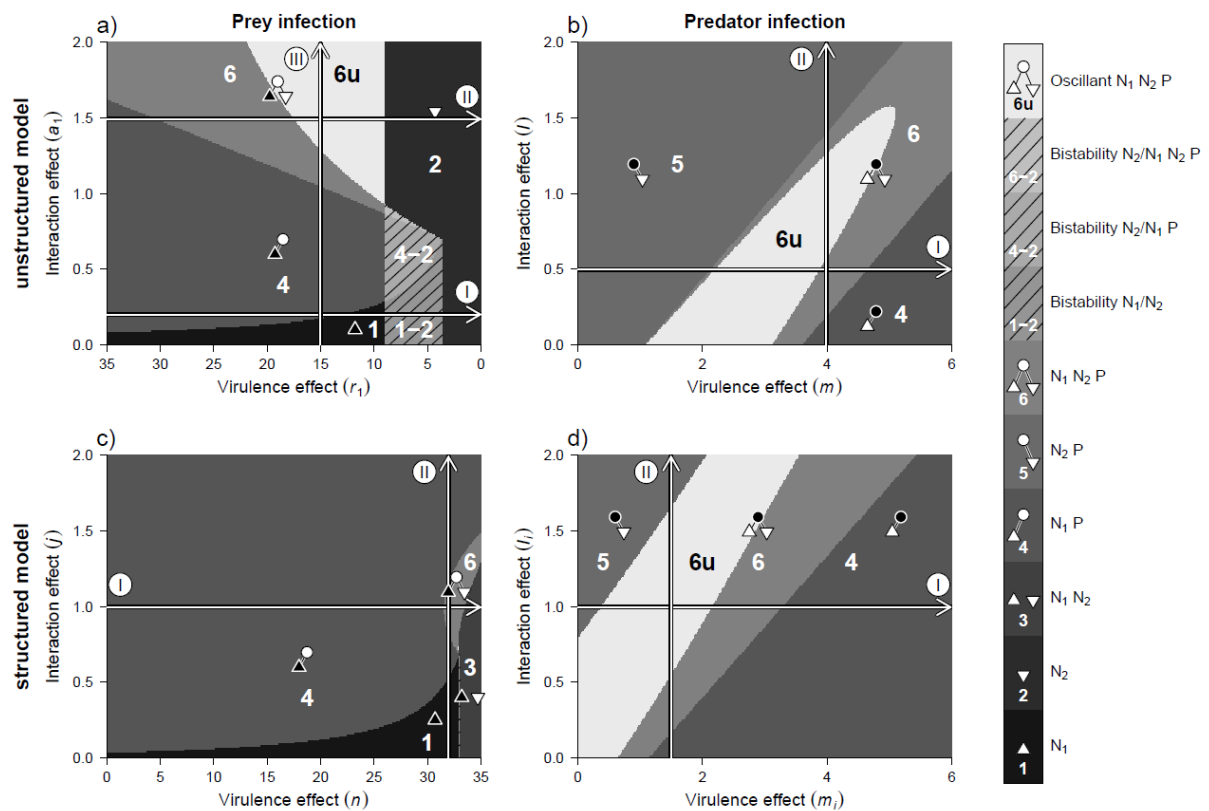 Prey infection
Predator infection
unstructured model
structured model
a)
Interaction effect (a₁)
2.0
1.5
1.0
0.5
0.0
35
30
25
20
15
10
5
0
Virulence effect (r₁)
6
III
6u
II
2
4
4−2
I
1
1−2
b)
Interaction effect (I)
2.0
1.5
1.0
0.5
0.0
0
2
4
6
Virulence effect (m)
II
5
6
6u
I
4
c)
Interaction effect (j)
2.0
1.5
1.0
0.5
0.0
0
5
10
15
20
25
30
35
Virulence effect (n)
II
I
6
4
3
1
d)
Interaction effect (Iᵢ)
2.0
1.5
1.0
0.5
0.0
0
2
4
6
Virulence effect (mᵢ)
II
5
6u
6
4
I
6u
Oscillant N₁ N₂ P
6−2
Bistability N₂/N₁ N₂ P
4−2
Bistability N₂/N₁ P
1−2
Bistability N₁/N₂
6
N₁ N₂ P
5
N₂ P
4
N₁ P
3
N₁ N₂
2
N₂
1
N₁